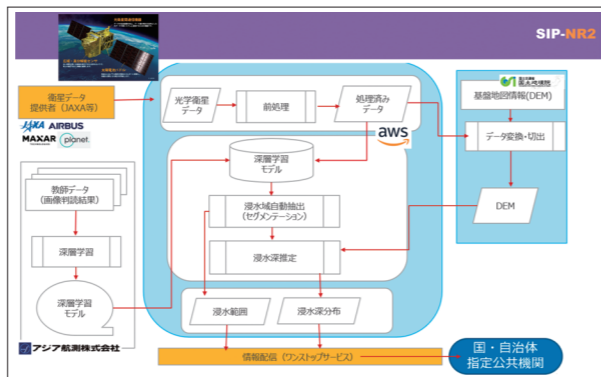 SIP-NR2
衛星データ
提供者(JAXA等)
JAXA AIRBUS
MAXAR planet.
光学衛星
データ
前処理
処理済み
データ
aws
国土地理院
基盤地図情報(DEM)
データ変換・切出
DEM
教師データ
(画像判読結果)
深層学習
深層学習
モデル
アジア航測株式会社
深層学習
モデル
浸水域自動抽出
(セグメンテーション)
浸水深推定
浸水範囲
浸水深分布
情報配信(ワンストップサービス)
国・自治体
指定公共機関